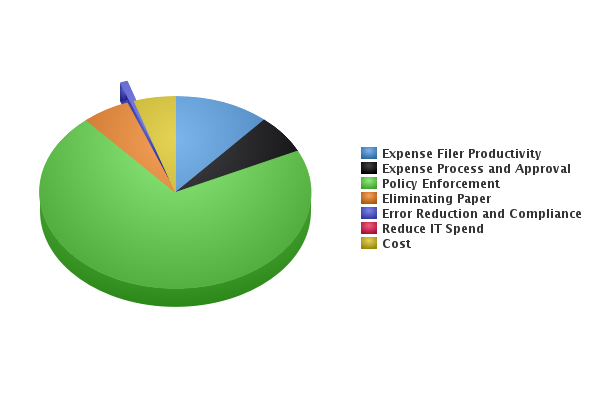 Expense Filer Productivity
Expense Process and Approval
Policy Enforcement
Eliminating Paper
Error Reduction and Compliance
Reduce IT Spend
Cost